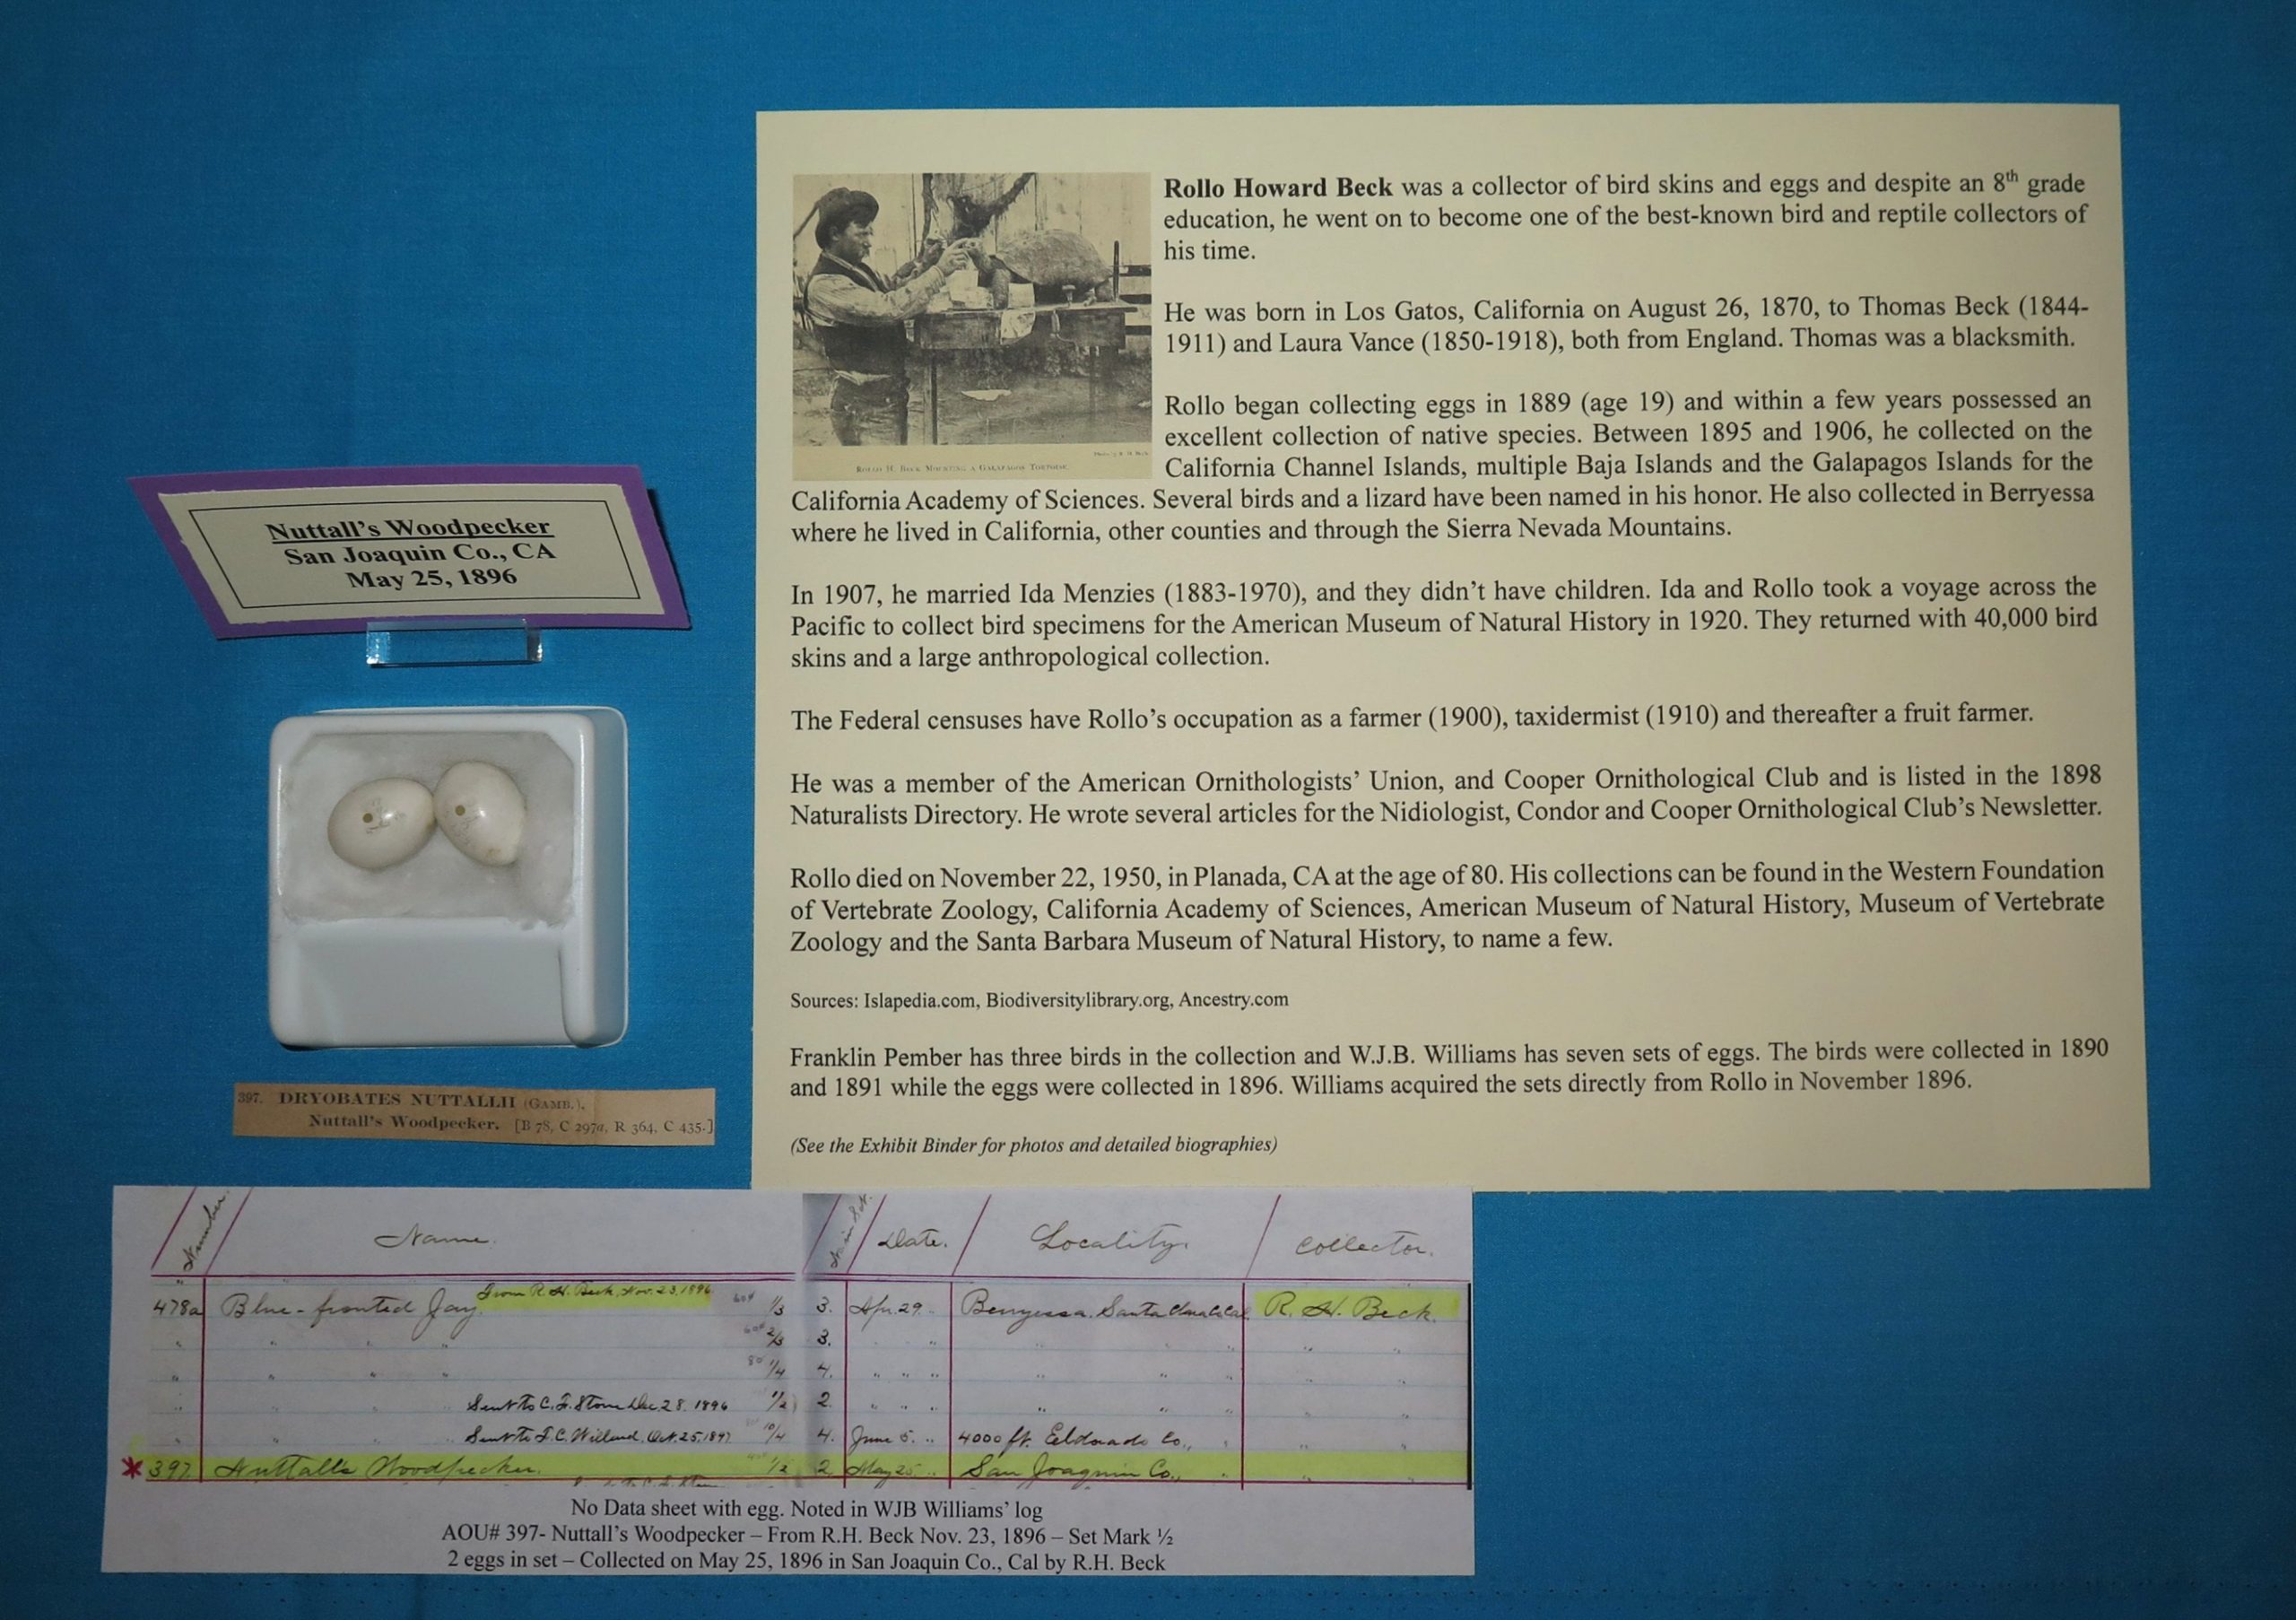 Rollo Howard Beck was a collector of bird skins and eggs and despite an 8th grade
education, he went on to become one of the best-known bird and reptile collectors of
his time.
He was born in Los Gatos, California on August 26, 1870, to Thomas Beck (1844-
1911) and Laura Vance (1850-1918), both from England. Thomas was a blacksmith.
Rollo began collecting eggs in 1889 (age 19) and within a few years possessed an
excellent collection of native species. Between 1895 and 1906, he collected on the
California Channel Islands, multiple Baja Islands and the Galapagos Islands for the
California Academy of Sciences. Several birds and a lizard have been named in his honor. He also collected in Berryessa
where he lived in California, other counties and through the Sierra Nevada Mountains.
Rollo H. Beck Mounting a Galapagos Tortoise
In 1907, he married Ida Menzies (1883-1970), and they didn't have children. Ida and Rollo took a voyage across the
Pacific to collect bird specimens for the American Museum of Natural History in 1920. They returned with 40,000 bird
skins and a large anthropological collection.
The Federal censuses have Rollo's occupation as a farmer (1900), taxidermist (1910) and thereafter a fruit farmer.
He was a member of the American Ornithologists' Union, and Cooper Ornithological Club and is listed in the 1898
Naturalists Directory. He wrote several articles for the Nidiologist, Condor and Cooper Ornithological Club's Newsletter.
Rollo died on November 22, 1950, in Planada, CA at the age of 80. His collections can be found in the Western Foundation
of Vertebrate Zoology, California Academy of Sciences, American Museum of Natural History, Museum of Vertebrate
Zoology and the Santa Barbara Museum of Natural History, to name a few.
Sources: Islapedia.com, Biodiversitylibrary.org, Ancestry.com
Franklin Pember has three birds in the collection and W.J.B. Williams has seven sets of eggs. The birds were collected in 1890
and 1891 while the eggs were collected in 1896. Williams acquired the sets directly from Rollo in November 1896.
(See the Exhibit Binder for photos and detailed biographies)
Nuttall's Woodpecker
San Joaquin Co., CA
May 25, 1896
397. DRYOBATES NUTTALLII (GAMB.).
Nuttall's Woodpecker. [B 78, C 297a, R 364, C 435.]
Number. Name. Date. Locality. Collector.
From R. H. Beck, Nov. 23, 1896
478a Blue-fronted Jay. 1/3 3. Apr. 29 Berryessa, Santa Clara Co Cal R. H. Beck.
" " " 2/3 3. " " " " "
" " " " 1/4 4. " " " " " " "
" " " Sent to C. F. Stone Dec 28. 1896 1/2 2. " " " " " "
" " " Sent to T. C. Willard, Oct. 25, 1897 10/4 4. June 5. " 4000 ft. Eldorado Co., " " "
* 397 Nuttalls Woodpecker. 1/2 2 May 25 " San Joaquin Co., " " "
No Data sheet with egg. Noted in WJB Williams' log
AOU# 397- Nuttall's Woodpecker – From R.H. Beck Nov. 23, 1896 – Set Mark ½
2 eggs in set – Collected on May 25, 1896 in San Joaquin Co., Cal by R.H. Beck